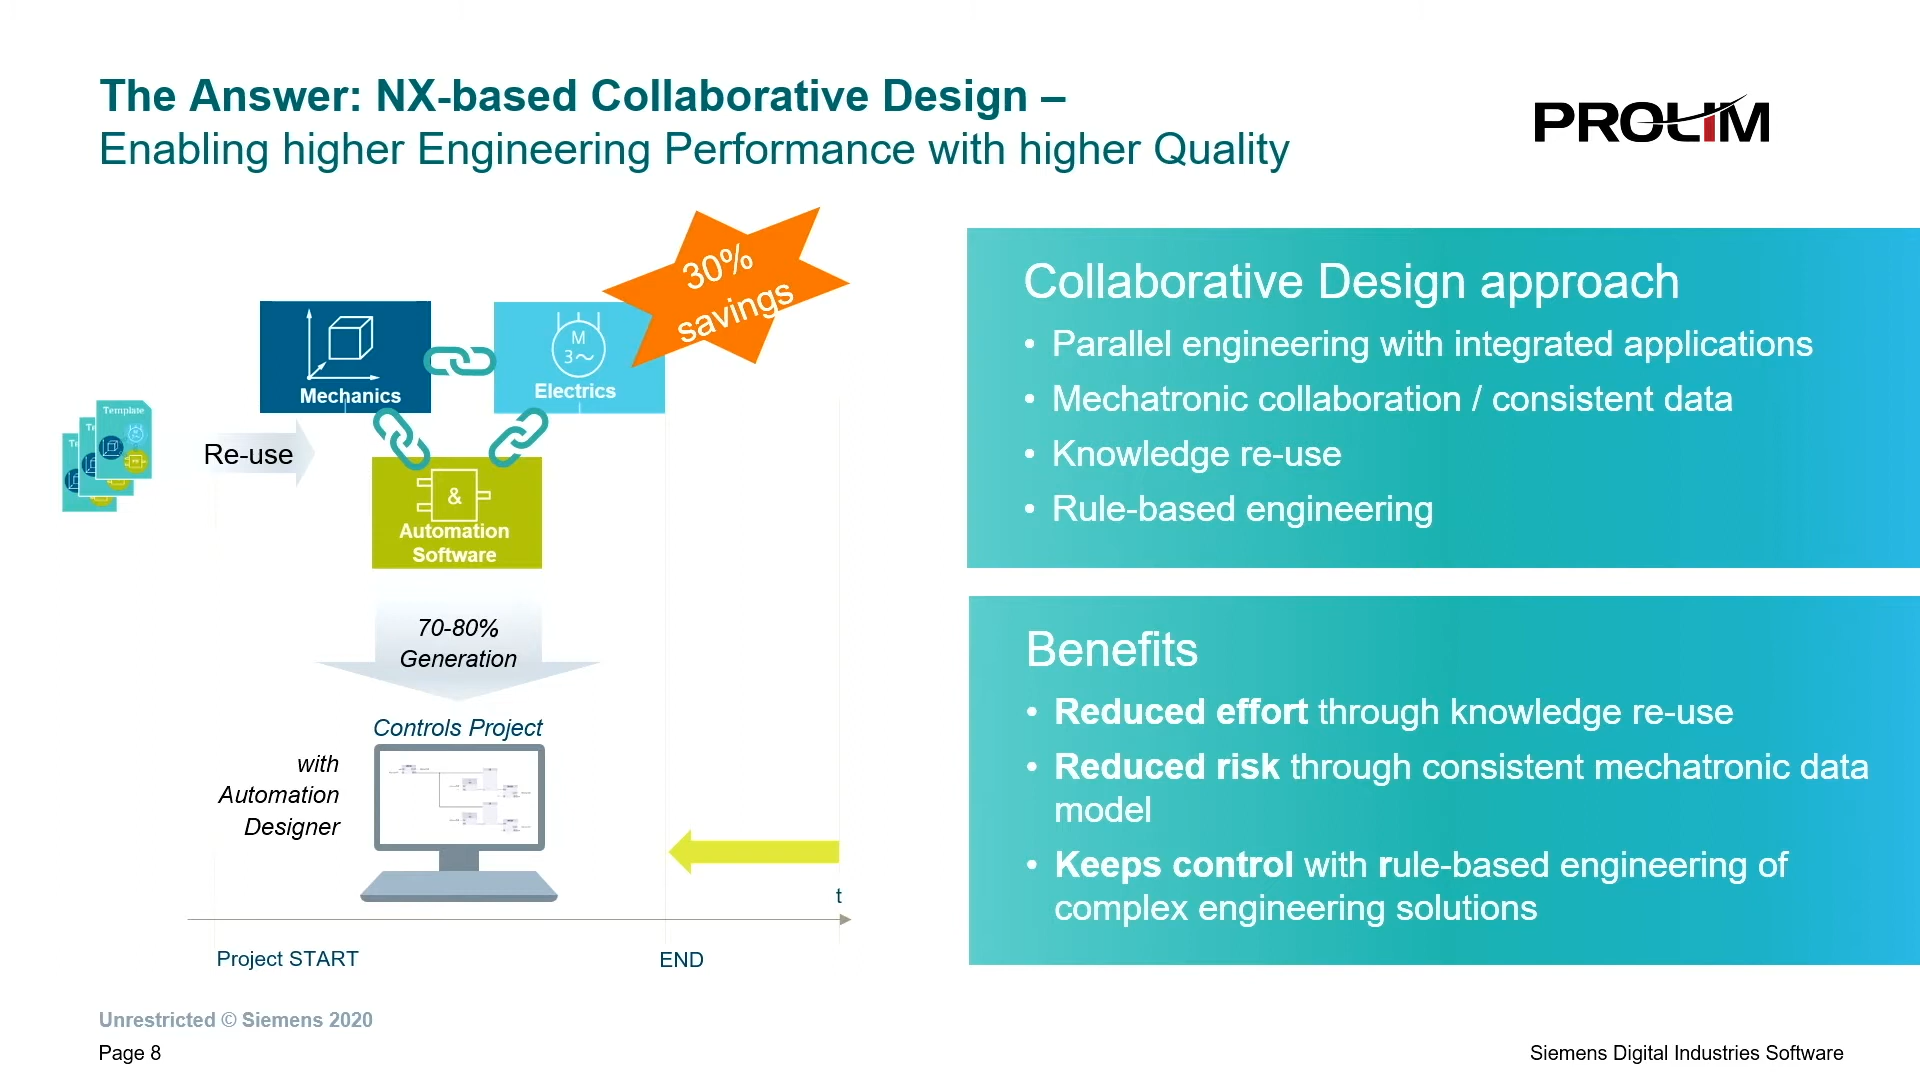 The Answer: NX-based Collaborative Design –
Enabling higher Engineering Performance with higher Quality
PROLIM
30%
savings
Mechanics
M
3～
Electrics
Template
Re-use
&
Automation
Software
70-80%
Generation
Controls Project
with
Automation
Designer
t
Project START
END
Collaborative Design approach
• Parallel engineering with integrated applications
• Mechatronic collaboration / consistent data
• Knowledge re-use
• Rule-based engineering
Benefits
• Reduced effort through knowledge re-use
• Reduced risk through consistent mechatronic data
model
• Keeps control with rule-based engineering of
complex engineering solutions
Unrestricted © Siemens 2020
Page 8
Siemens Digital Industries Software